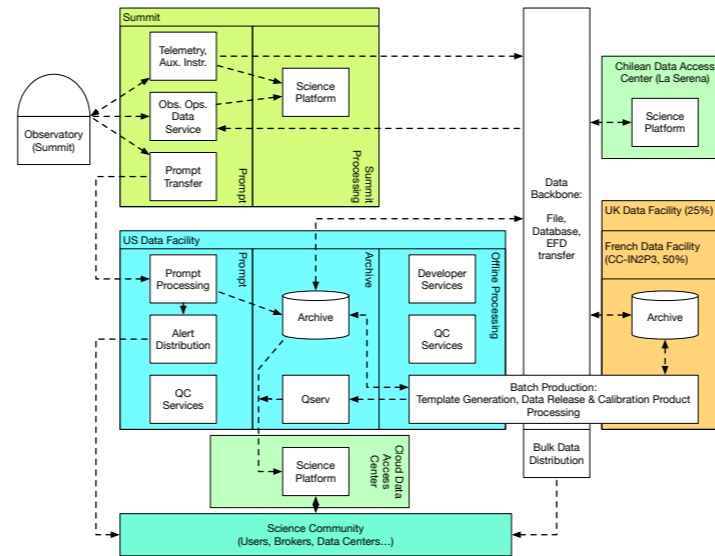 Summit
Telemetry,
Aux. Instr.
Obs. Ops.
Data
Service
Prompt
Transfer
Prompt
Science
Platform
Summit
Processing
Observatory
(Summit)
Data
Backbone:
File,
Database,
EFD
transfer
Bulk Data
Distribution
Chilean Data Access
Center (La Serena)
Science
Platform
UK Data Facility (25%)
French Data Facility
(CC-IN2P3, 50%)
Archive
US Data Facility
Prompt
Processing
Alert
Distribution
QC
Services
Prompt
Archive
Qserv
Archive
Developer
Services
QC
Services
Offline Processing
Batch Production:
Template Generation, Data Release & Calibration Product
Processing
Science
Platform
Cloud Data
Access
Center
Science Community
(Users, Brokers, Data Centers...)